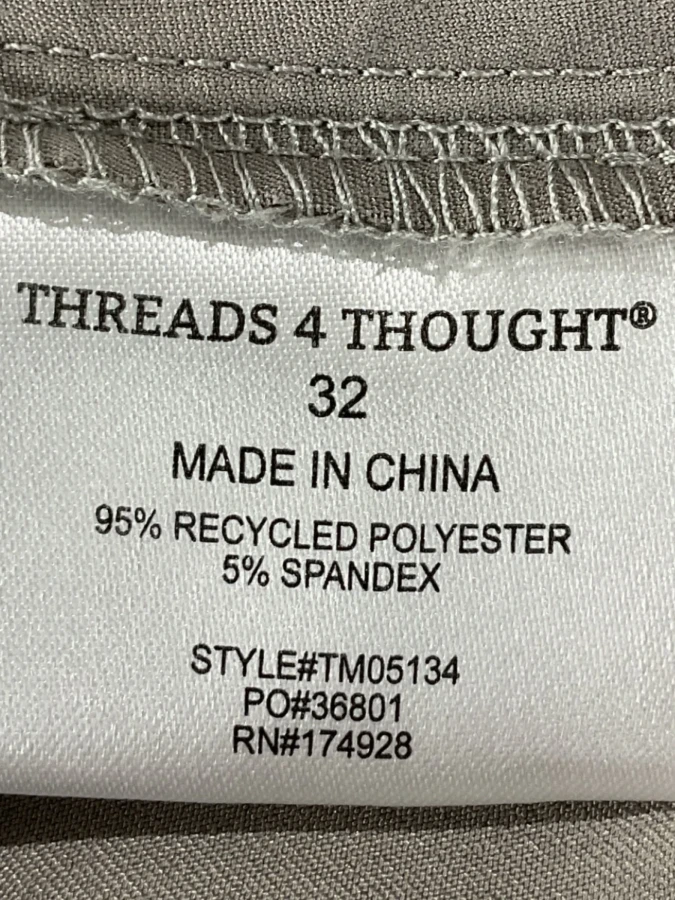 THREADS 4 THOUGHT®
32
MADE IN CHINA
95% RECYCLED POLYESTER
5% SPANDEX
STYLE#TM05134
PO#36801
RN#174928